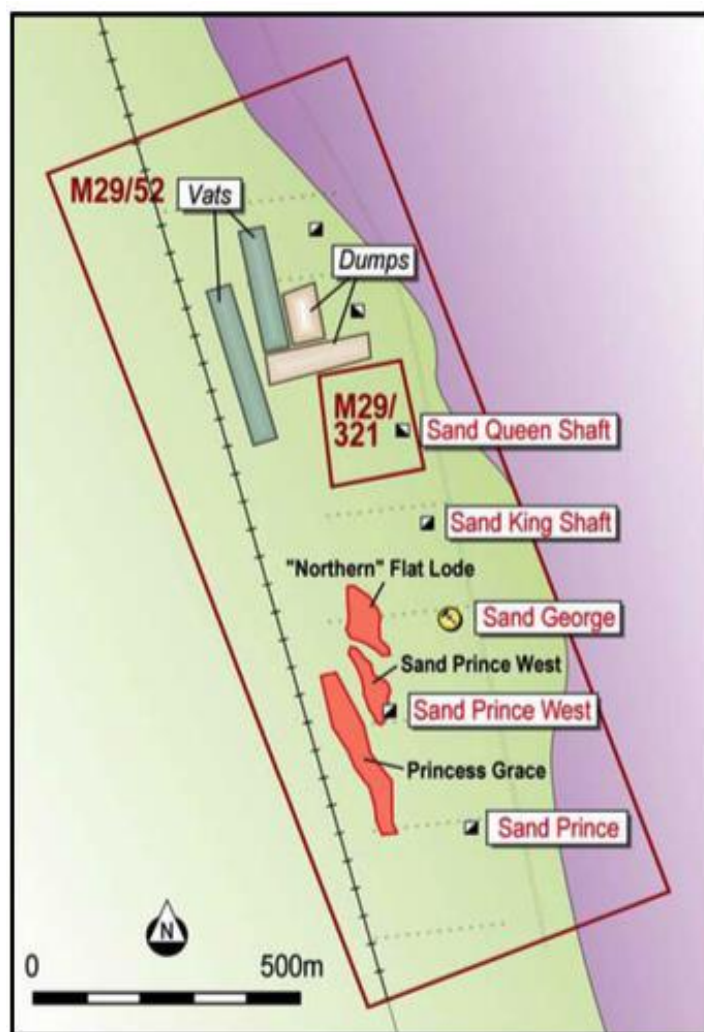 M29/52
Vats
Dumps
M29/
321
Sand Queen Shaft
Sand King Shaft
"Northern" Flat Lode
Sand George
Sand Prince West
Sand Prince West
Princess Grace
Sand Prince
N
0
500m